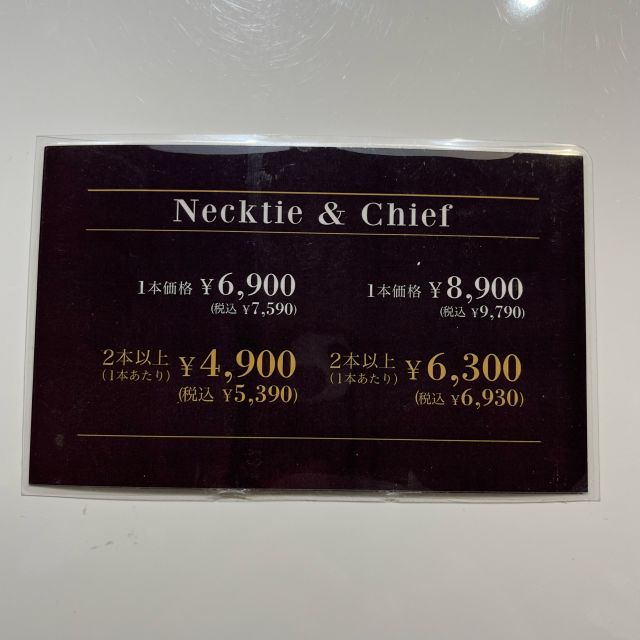 Necktie & Chief
1本価格 ¥6,900
(税込 ¥7,590)
1本価格 ¥8,900
(税込 ¥9,790)
2本以上
(1本あたり)
¥4,900
(税込 ¥5,390)
2本以上
(1本あたり)
¥6,300
(税込 ¥6,930)